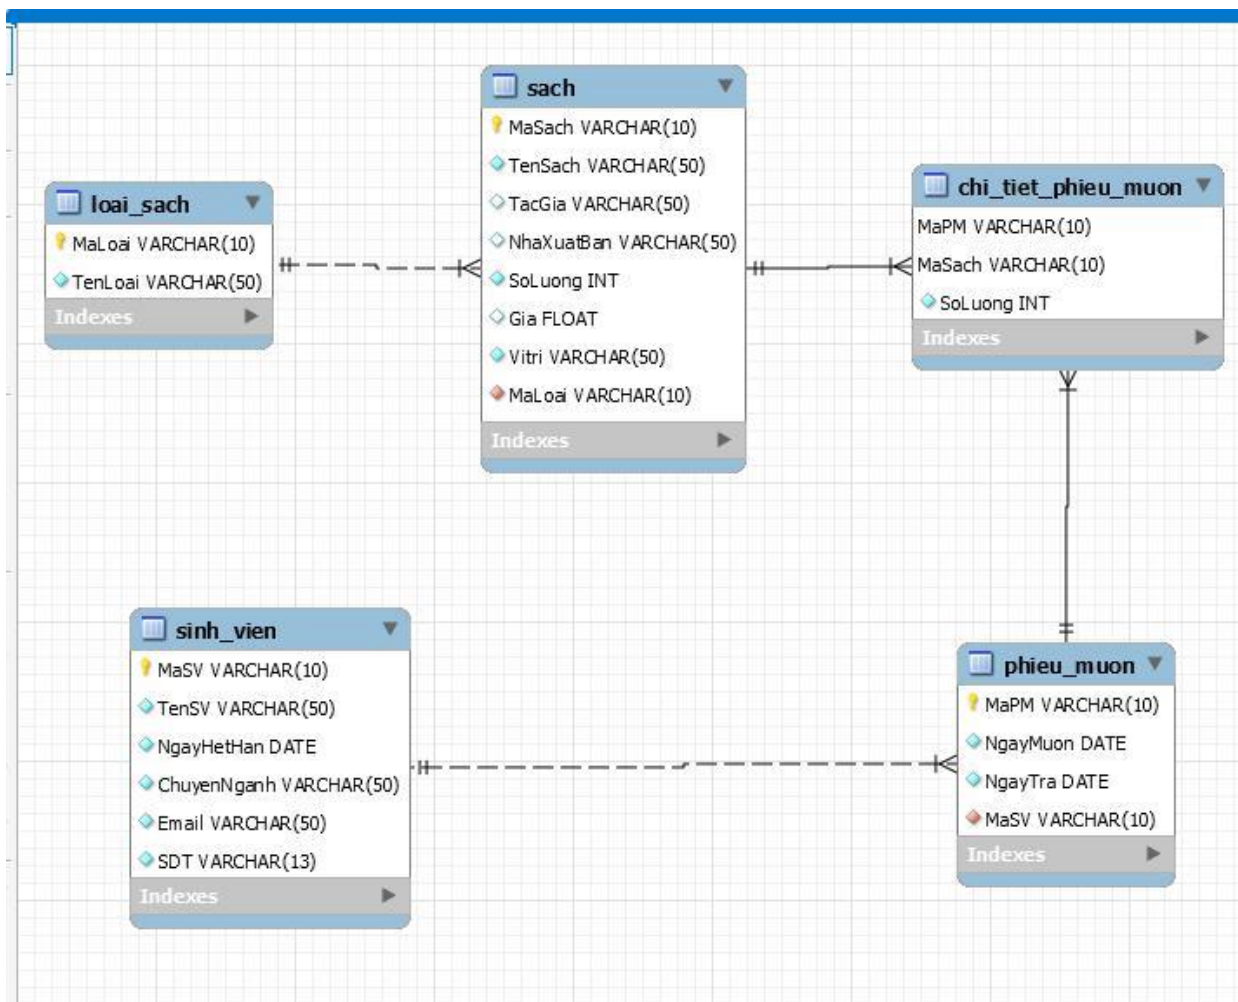 loai_sach
MaLoai VARCHAR(10)
TenLoai VARCHAR(50)
Indexes
sach
MaSach VARCHAR(10)
TenSach VARCHAR(50)
TacGia VARCHAR(50)
NhaXuatBan VARCHAR(50)
SoLuong INT
Gia FLOAT
Vitri VARCHAR(50)
MaLoai VARCHAR(10)
Indexes
chi_tiet_phieu_muon
MaPM VARCHAR(10)
MaSach VARCHAR(10)
SoLuong INT
Indexes
sinh_vien
MaSV VARCHAR(10)
TenSV VARCHAR(50)
NgayHetHan DATE
ChuyenNganh VARCHAR(50)
Email VARCHAR(50)
SDT VARCHAR(13)
Indexes
phieu_muon
MaPM VARCHAR(10)
NgayMuon DATE
NgayTra DATE
MaSV VARCHAR(10)
Indexes